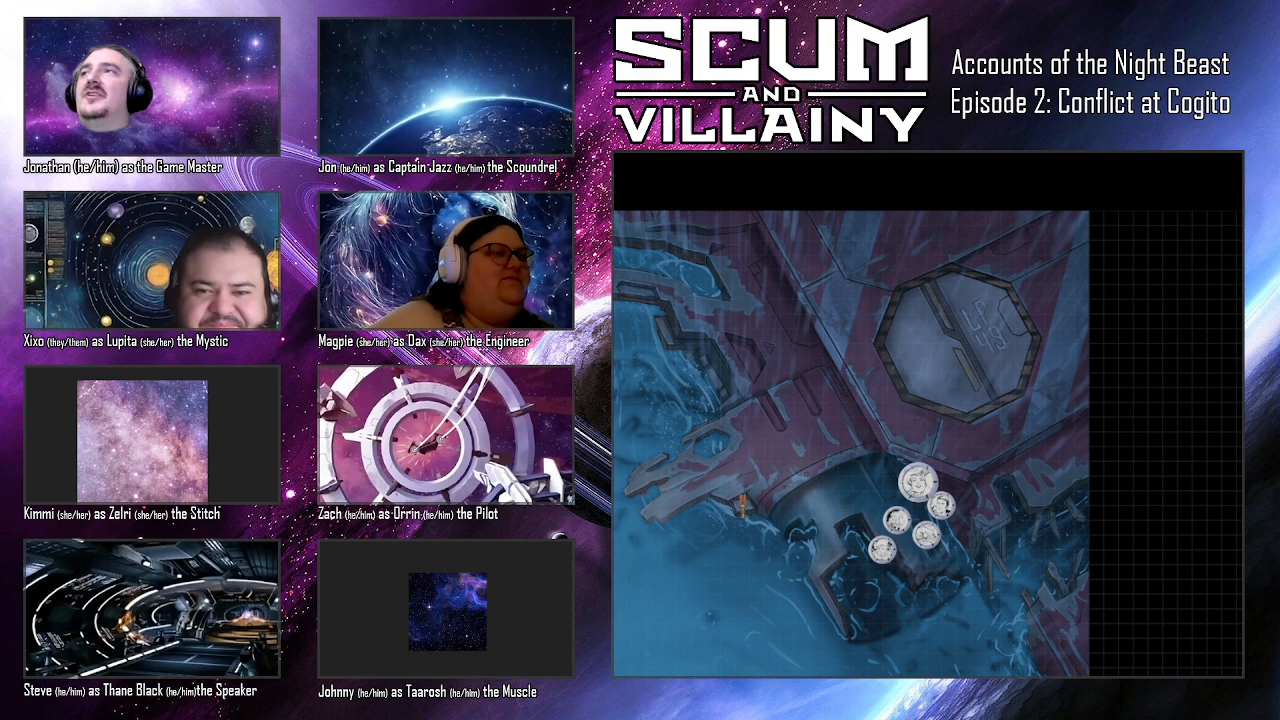 SCUM
AND
VILLAINY
Accounts of the Night Beast
Episode 2: Conflict at Cogito
Jonathan (he/him) as the Game Master
Jon (he/him) as Captain Jazz (he/him) the Scoundrel
Xixo (they/them) as Lupita (she/her) the Mystic
Magpie (she/her) as Dax (she/her) the Engineer
Kimmi (she/her) as Zelri (she/her) the Stitch
Zach (he/him) as Orrin (he/him) the Pilot
Steve (he/him) as Thane Black (he/him)the Speaker
Johnny (he/him) as Taarosh (he/him) the Muscle